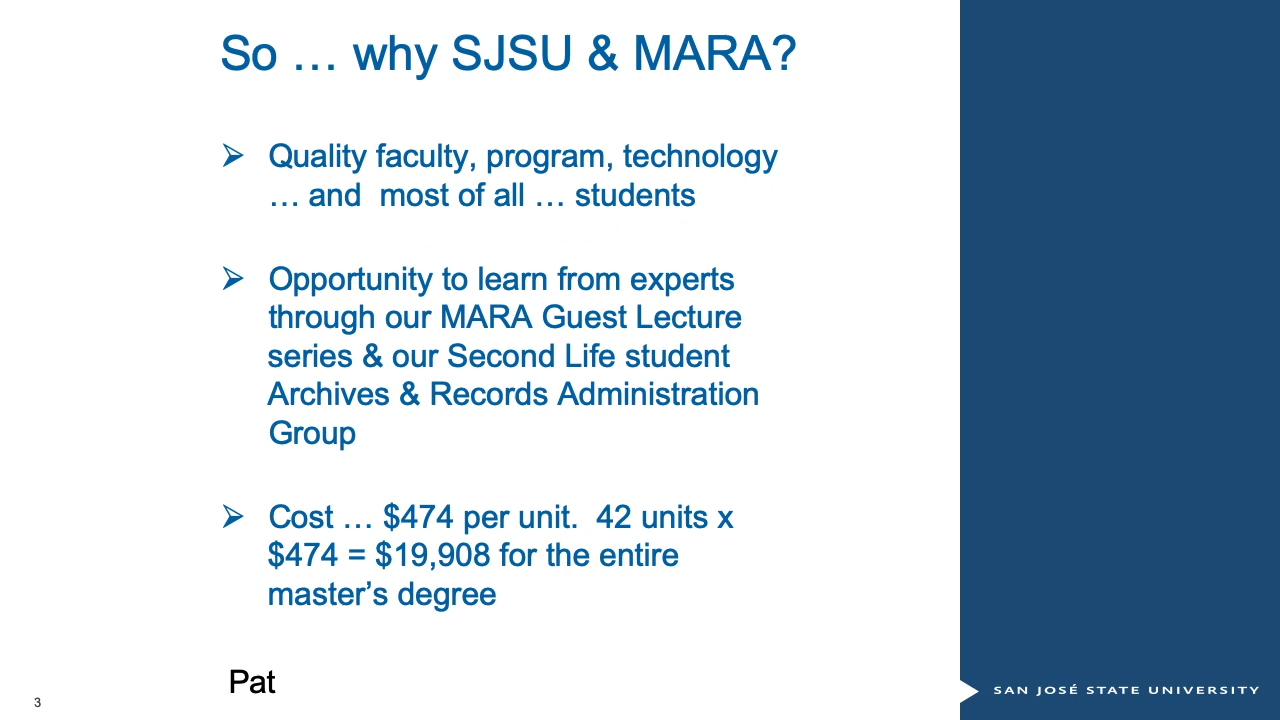 So … why SJSU & MARA?
➢ Quality faculty, program, technology
… and  most of all … students
➢ Opportunity to learn from experts
through our MARA Guest Lecture
series & our Second Life student
Archives & Records Administration
Group
➢ Cost … $474 per unit.  42 units x
$474 = $19,908 for the entire
master’s degree
Pat
3
SAN JOSÉ STATE UNIVERSITY